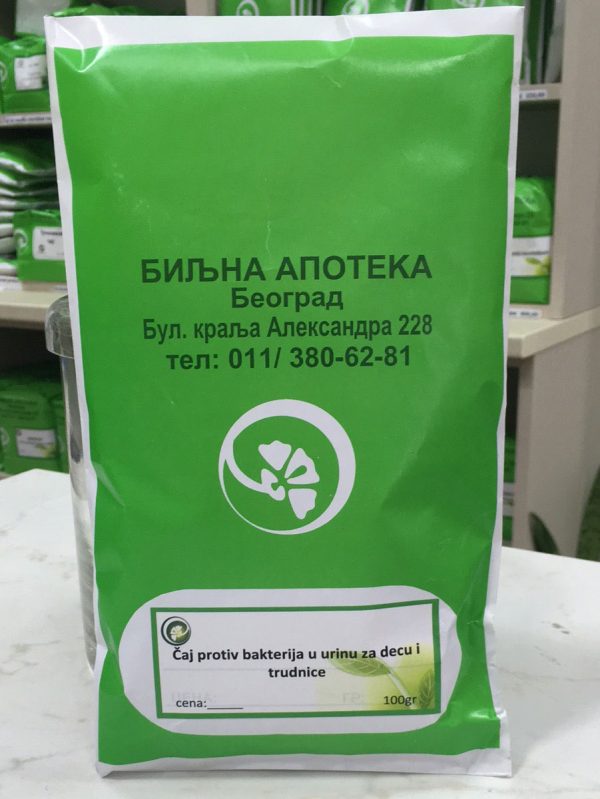 БИЉНА АПОТЕКА
Београд
Бул. краља Александра 228
тел: 011/ 380-62-81
Čaj protiv bakterija u urinu za decu i
trudnice
cena:_____ 100gr